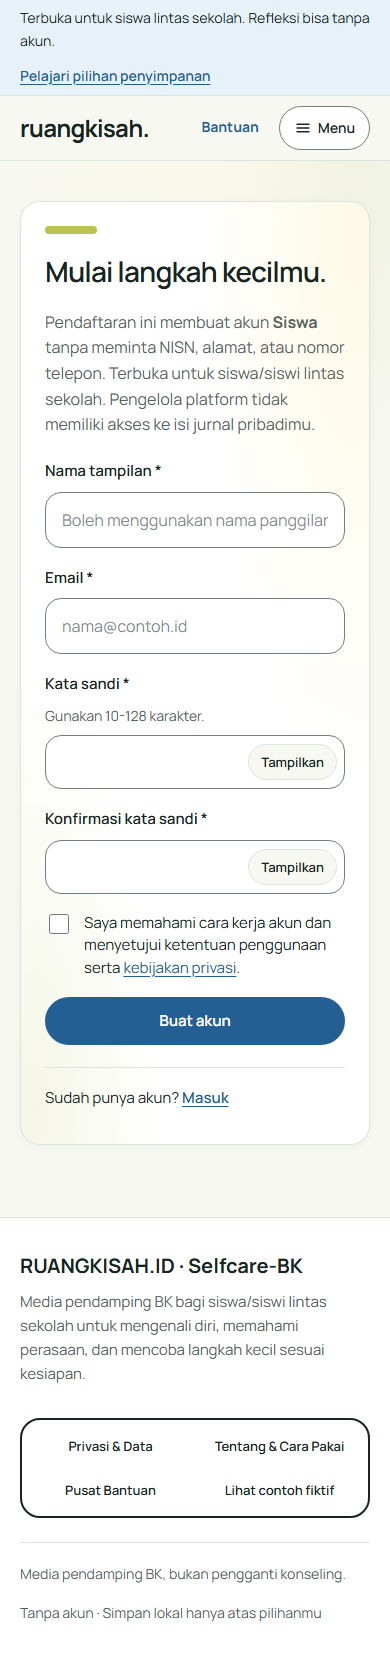 Terbuka untuk siswa lintas sekolah. Refleksi bisa tanpa
akun.
Pelajari pilihan penyimpanan
ruangkisah.
Bantuan
Menu
Mulai langkah kecilmu.
Pendaftaran ini membuat akun Siswa
tanpa meminta NISN, alamat, atau nomor
telepon. Terbuka untuk siswa/siswi lintas
sekolah. Pengelola platform tidak
memiliki akses ke isi jurnal pribadimu.
Nama tampilan *
Boleh menggunakan nama panggilan
Email *
nama@contoh.id
Kata sandi *
Gunakan 10-128 karakter.
Tampilkan
Konfirmasi kata sandi *
Tampilkan
Saya memahami cara kerja akun dan
menyetujui ketentuan penggunaan
serta kebijakan privasi.
Buat akun
Sudah punya akun? Masuk
RUANGKISAH.ID · Selfcare-BK
Media pendamping BK bagi siswa/siswi lintas
sekolah untuk mengenali diri, memahami
perasaan, dan mencoba langkah kecil sesuai
kesiapan.
Privasi & Data
Tentang & Cara Pakai
Pusat Bantuan
Lihat contoh fiktif
Media pendamping BK, bukan pengganti konseling.
Tanpa akun · Simpan lokal hanya atas pilihanmu